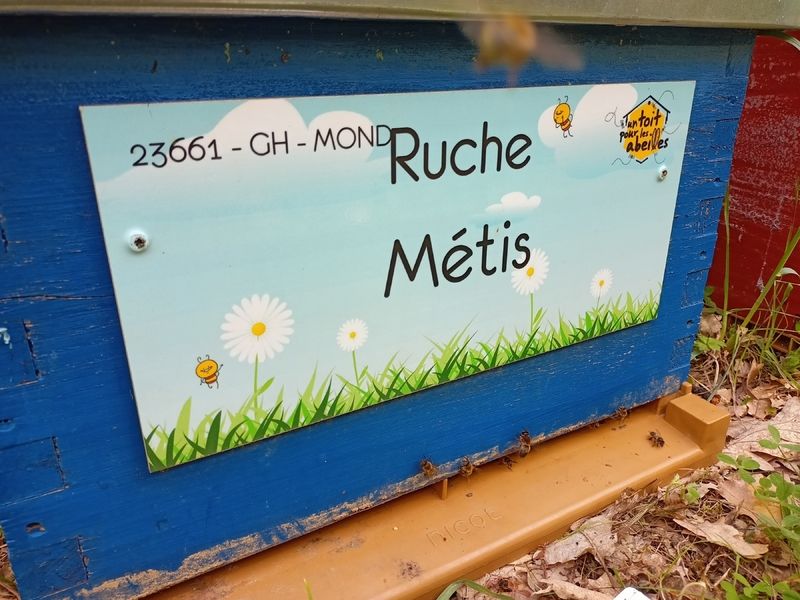 23661 - GH - MOND
Ruche
Métis
un toit
pour les
abeilles
NICOT